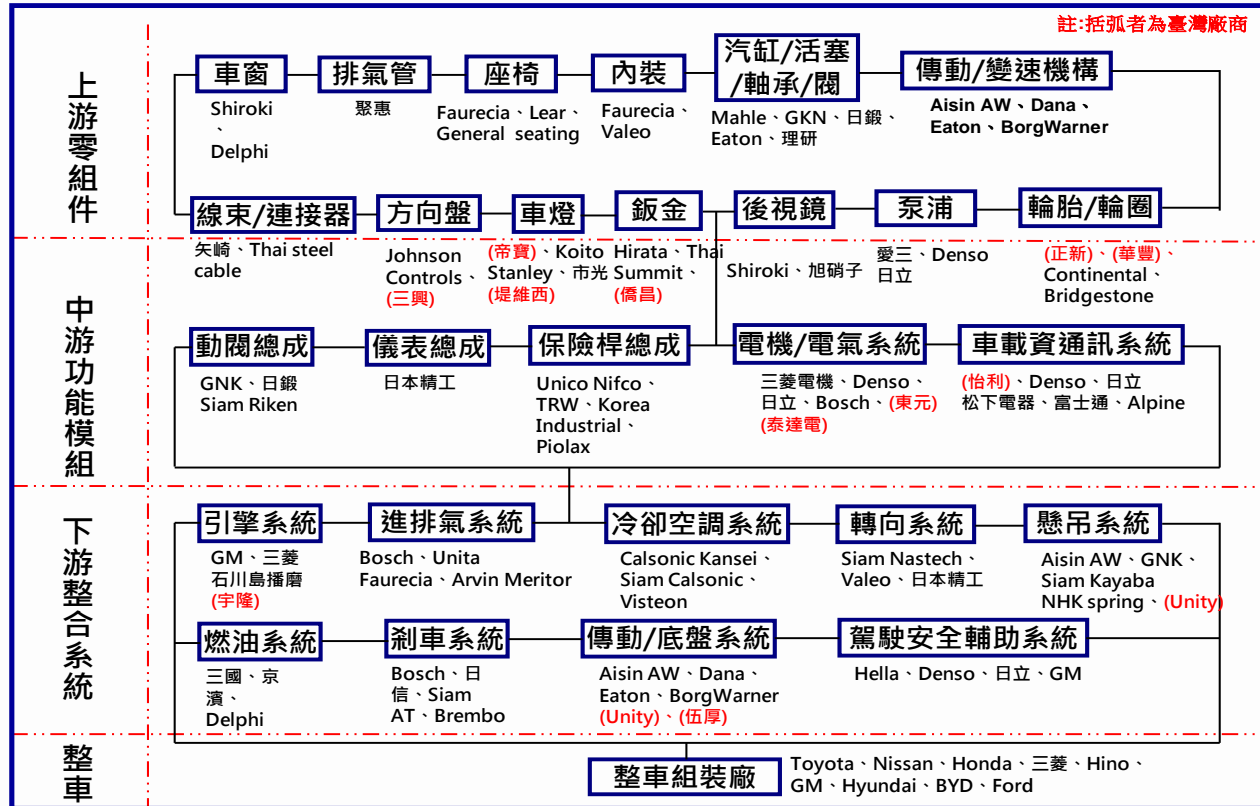 註:括弧者為臺灣廠商
上游零組件
車窗
Shiroki
、
Delphi
排氣管
聚惠
座椅
Faurecia、Lear、
General seating
內裝
Faurecia、
Valeo
汽缸/活塞
/軸承/閥
Mahle、GKN、日鍛、
Eaton、理研
傳動/變速機構
Aisin AW、Dana、
Eaton、BorgWarner
線束/連接器
矢崎、Thai steel
cable
方向盤
Johnson
Controls、
(三興)
車燈
(帝寶)、Koito
Stanley、市光
(堤維西)
鈑金
Hirata、Thai
Summit、
(僑昌)
後視鏡
Shiroki、旭硝子
泵浦
愛三、Denso
日立
輪胎/輪圈
(正新)、(華豐)、
Continental
Bridgestone
中游功能模組
動閥總成
GNK、日鍛
Siam Riken
儀表總成
日本精工
保險桿總成
Unico Nifco、
TRW、Korea
Industrial、
Piolax
電機/電氣系統
三菱電機、Denso、
日立、Bosch、(東元)
(泰達電)
車載資通訊系統
(怡利)、Denso、日立
松下電器、富士通、Alpine
下游整合系統
引擎系統
GM、三菱
石川島播磨
(宇隆)
進排氣系統
Bosch、Unita
Faurecia、Arvin Meritor
冷卻空調系統
Calsonic Kansei、
Siam Calsonic、
Visteon
轉向系統
Siam Nastech、
Valeo、日本精工
懸吊系統
Aisin AW、GNK、
Siam Kayaba
NHK spring、(Unity)
燃油系統
三國、京
濱、
Delphi
剎車系統
Bosch、日
信、Siam
AT、Brembo
傳動/底盤系統
Aisin AW、Dana、
Eaton、BorgWarner
(Unity)、(伍厚)
駕駛安全輔助系統
Hella、Denso、日立、GM
整車
整車組裝廠
Toyota、Nissan、Honda、三菱、Hino、
GM、Hyundai、BYD、Ford